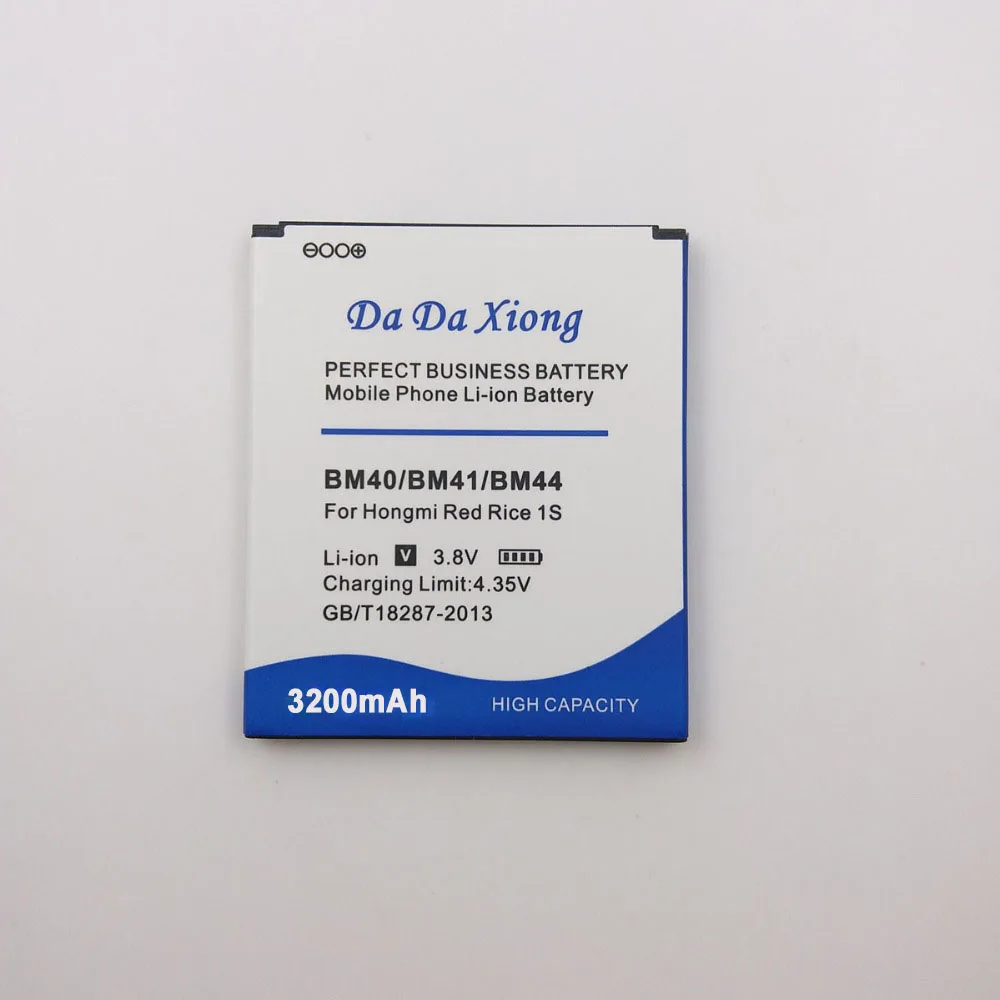 Da Da Xiong
PERFECT BUSINESS BATTERY
Mobile Phone Li-ion Battery
BM40/BM41/BM44
For Hongmi Red Rice 1S
Li-ion V 3.8V
Charging Limit:4.35V
GB/T18287-2013
3200mAh HIGH CAPACITY